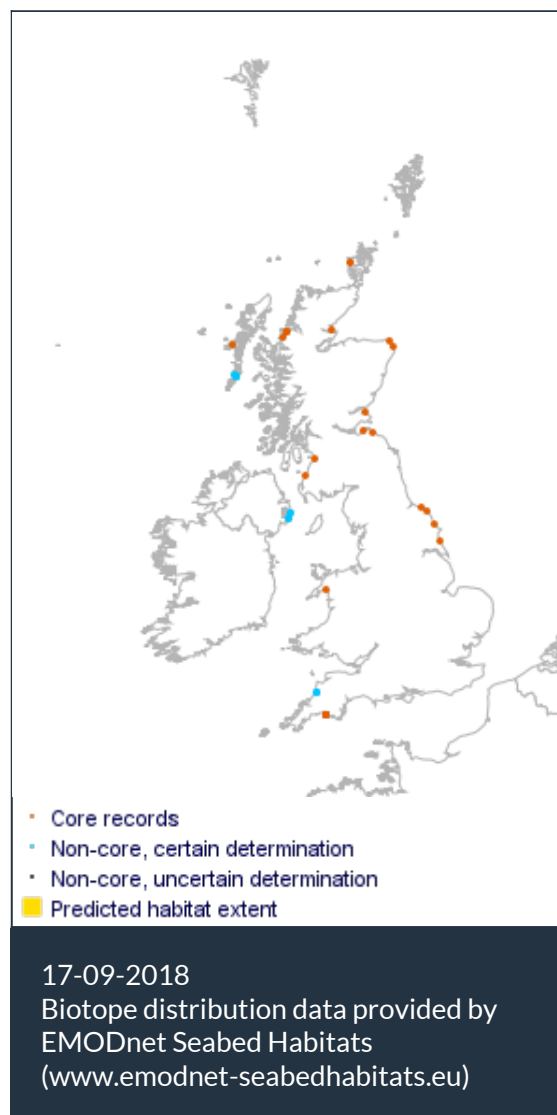 Core records
Non-core, certain determination
Non-core, uncertain determination
Predicted habitat extent
17-09-2018
Biotope distribution data provided by
EMODnet Seabed Habitats
(www.emodnet-seabedhabitats.eu)